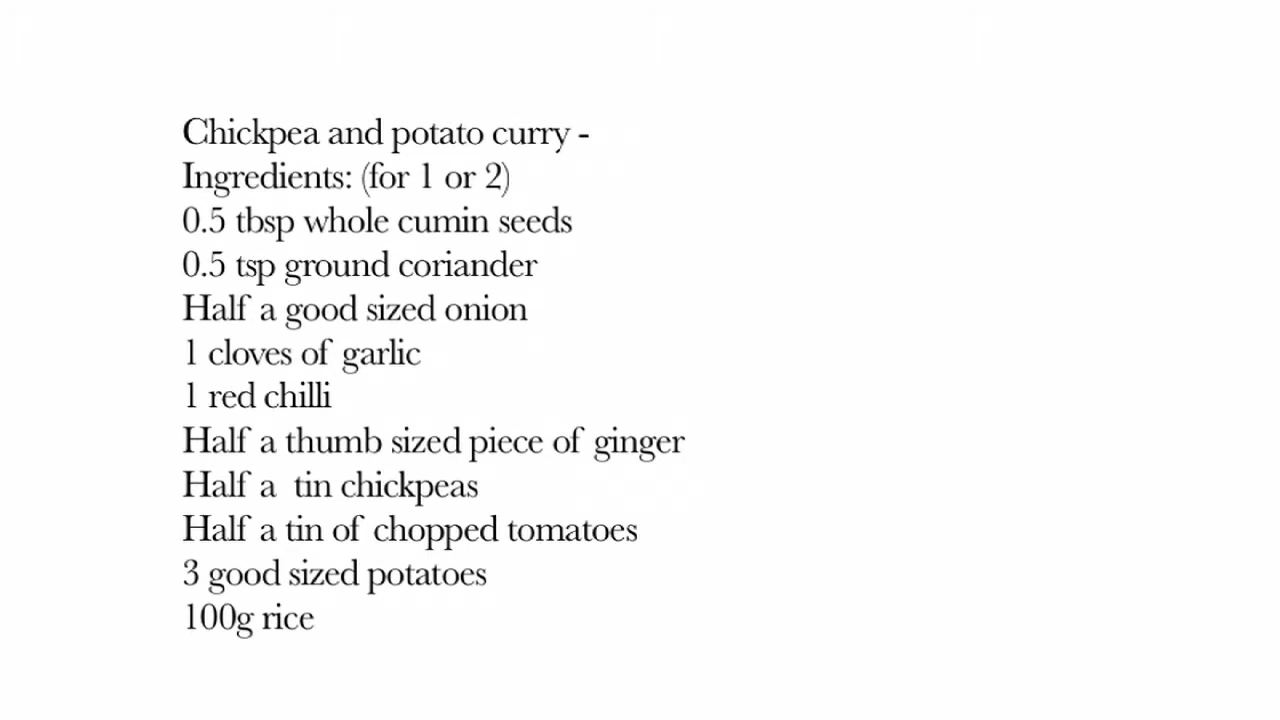 Chickpea and potato curry -
Ingredients: (for 1 or 2)
0.5 tbsp whole cumin seeds
0.5 tsp ground coriander
Half a good sized onion
1 cloves of garlic
1 red chilli
Half a thumb sized piece of ginger
Half a  tin chickpeas
Half a tin of chopped tomatoes
3 good sized potatoes
100g rice